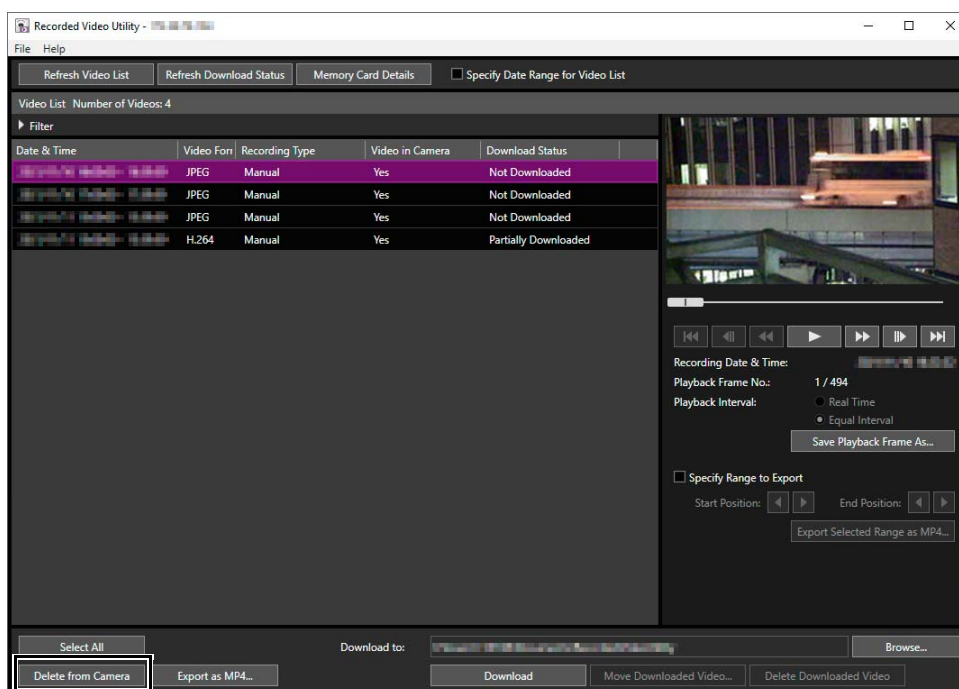 Recorded Video Utility -
File Help
Refresh Video List Refresh Download Status Memory Card Details Specify Date Range for Video List
Video List Number of Videos: 4
Filter
Date & Time Video Forr Recording Type Video in Camera Download Status
JPEG Manual Yes Not Downloaded
JPEG Manual Yes Not Downloaded
JPEG Manual Yes Not Downloaded
H.264 Manual Yes Partially Downloaded
Recording Date & Time:
Playback Frame No.: 1 / 494
Playback Interval: Real Time
Equal Interval
Save Playback Frame As...
Specify Range to Export
Start Position: End Position:
Export Selected Range as MP4...
Select All Download to: Browse...
Delete from Camera Export as MP4... Download Move Downloaded Video... Delete Downloaded Video